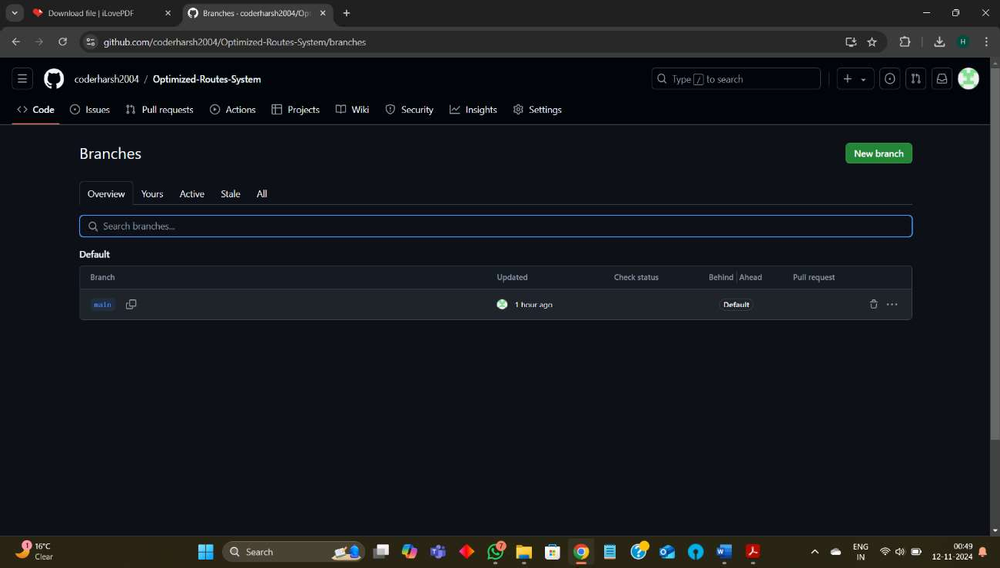 Download file | iLovePDF
Branches · coderharsh2004/Opt
github.com/coderharsh2004/Optimized-Routes-System/branches
H
coderharsh2004 / Optimized-Routes-System
Type / to search
Code Issues Pull requests Actions Projects Wiki Security Insights Settings
Branches
New branch
Overview Yours Active Stale All
Search branches...
Default
Branch Updated Check status Behind Ahead Pull request
main 1 hour ago Default
1 16°C
Clear
Search
7
ENG
IN
00:49
12-11-2024